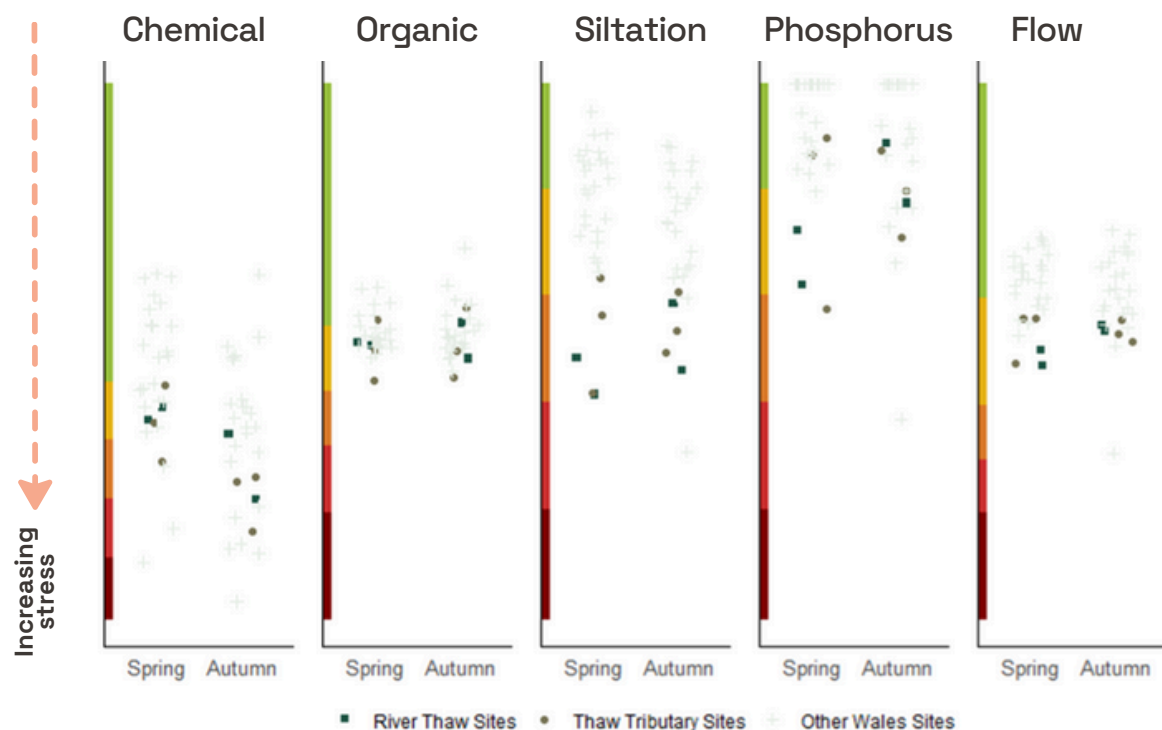 Chemical
Organic
Siltation
Phosphorus
Flow
Increasing
stress
Spring Autumn
Spring Autumn
Spring Autumn
Spring Autumn
Spring Autumn
River Thaw Sites
Thaw Tributary Sites
Other Wales Sites